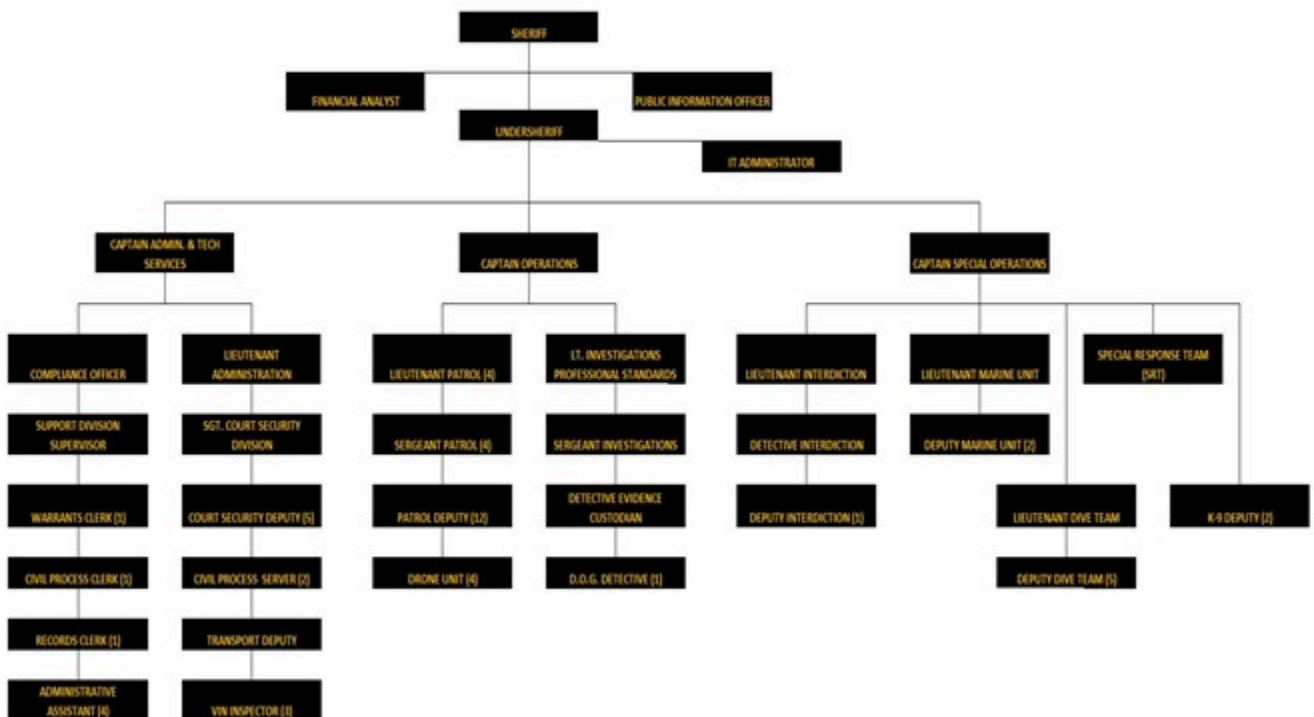 SHERIFF
FINANCIAL ANALYST
PUBLIC INFORMATION OFFICER
UNDERSHERIFF
IT ADMINISTRATOR
CAPTAIN ADMIN. & TECH
SERVICES
CAPTAIN OPERATIONS
CAPTAIN SPECIAL OPERATIONS
COMPLIANCE OFFICER
LIEUTENANT
ADMINISTRATION
LIEUTENANT PATROL (4)
LT. INVESTIGATIONS
PROFESSIONAL STANDARDS
LIEUTENANT INTERDICTION
LIEUTENANT MARINE UNIT
SPECIAL RESPONSE TEAM
(SRT)
SUPPORT DIVISION
SUPERVISOR
SGT. COURT SECURITY
DIVISION
SERGEANT PATROL (4)
SERGEANT INVESTIGATIONS
DETECTIVE INTERDICTION
DEPUTY MARINE UNIT (2)
WARRANTS CLERK (1)
COURT SECURITY DEPUTY (5)
PATROL DEPUTY (12)
DETECTIVE EVIDENCE
CUSTODIAN
DEPUTY INTERDICTION (1)
LIEUTENANT DIVE TEAM
K-9 DEPUTY (2)
CIVIL PROCESS CLERK (1)
CIVIL PROCESS SERVER (2)
DRONE UNIT (4)
D.O.G. DETECTIVE (1)
DEPUTY DIVE TEAM (5)
RECORDS CLERK (1)
TRANSPORT DEPUTY
ADMINISTRATIVE
ASSISTANT (4)
VIN INSPECTOR (3)